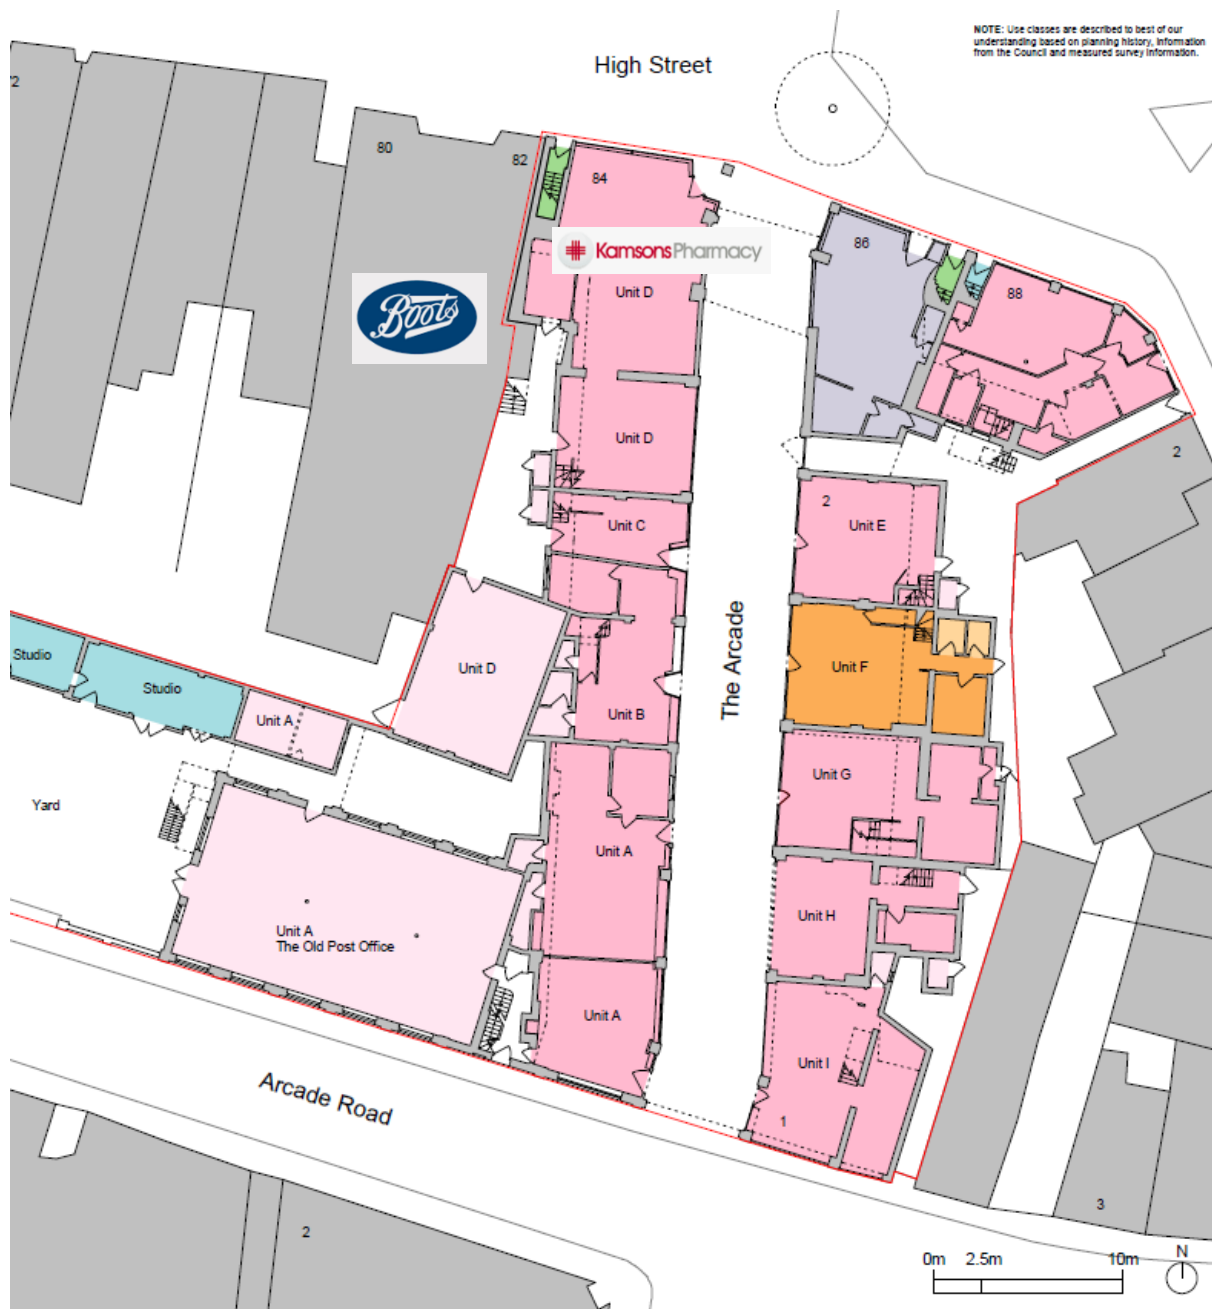 NOTE: Use classes are described to best of our
understanding based on planning history, information
from the Council and measured survey information.
High Street
72
80
82
84
86
88
KamsonsPharmacy
Boots
Unit D
Unit D
2
2
Unit C
Unit E
The Arcade
Studio
Studio
Unit D
Unit F
Unit A
Unit B
Unit G
Yard
Unit A
Unit H
Unit A
The Old Post Office
Unit A
Unit I
Arcade Road
1
2
3
0m 2.5m 10m
N